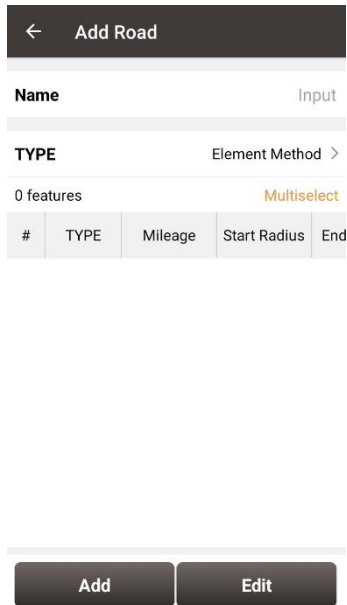 Add Road
Name Input
TYPE Element Method
0 features Multiselect
# TYPE Mileage Start Radius End
Add Edit